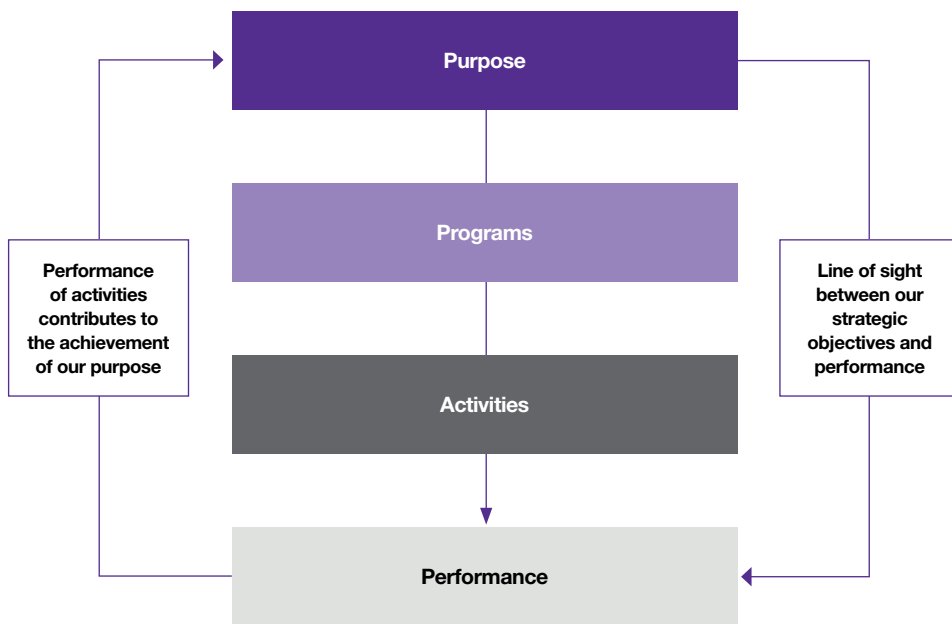 Purpose
Programs
Performance
of activities
contributes to
the achievement
of our purpose
Line of sight
between our
strategic
objectives and
performance
Activities
Performance